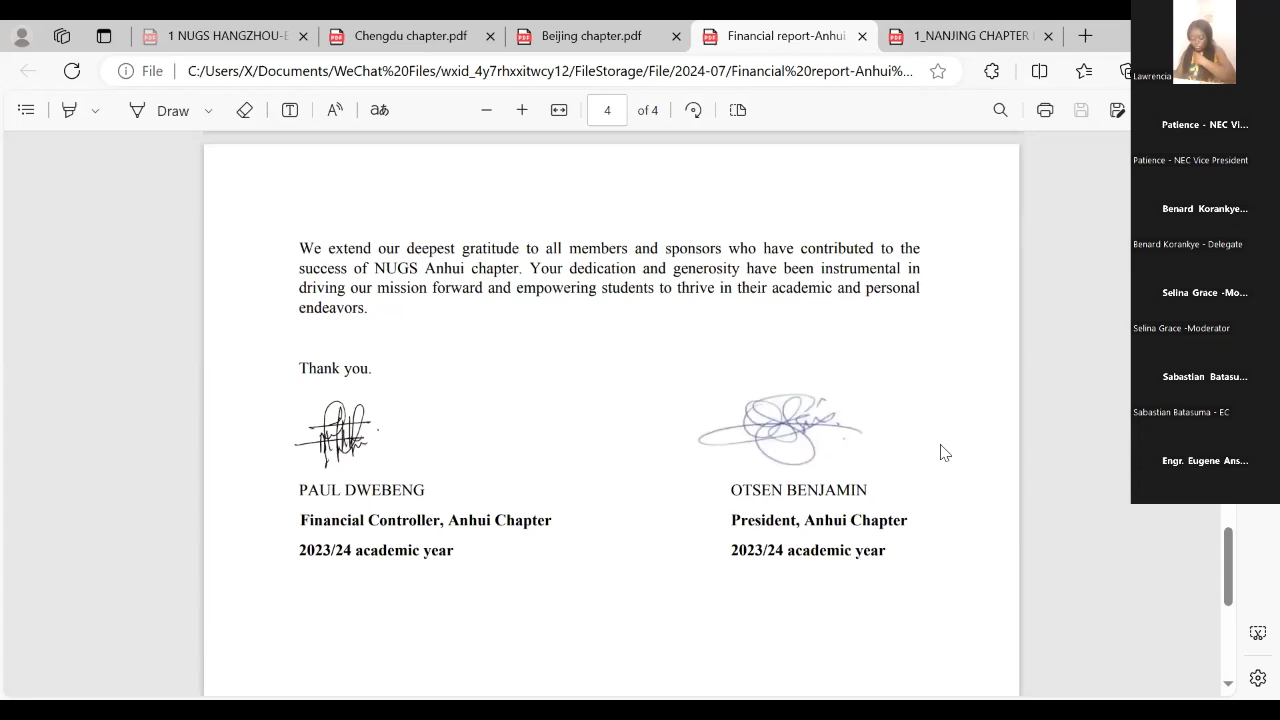 1 NUGS HANGZHOU-E
Chengdu chapter.pdf
Beijing chapter.pdf
Financial report-Anhui
1_NANJING CHAPTER
File
C:/Users/X/Documents/WeChat%20Files/wxid_4y7rhxxitwcy12/FileStorage/File/2024-07/Financial%20report-Anhui%...
Draw
4 of 4
We extend our deepest gratitude to all members and sponsors who have contributed to the
success of NUGS Anhui chapter. Your dedication and generosity have been instrumental in
driving our mission forward and empowering students to thrive in their academic and personal
endeavors.
Thank you.
PAUL DWEBENG
Financial Controller, Anhui Chapter
2023/24 academic year
OTSEN BENJAMIN
President, Anhui Chapter
2023/24 academic year
Lawrencia
Patience - NEC Vi...
Patience - NEC Vice President
Benard Korankye...
Benard Korankye - Delegate
Selina Grace -Mo...
Selina Grace -Moderator
Sabastian Batasu...
Sabastian Batasuma - EC
Engr. Eugene Ans...